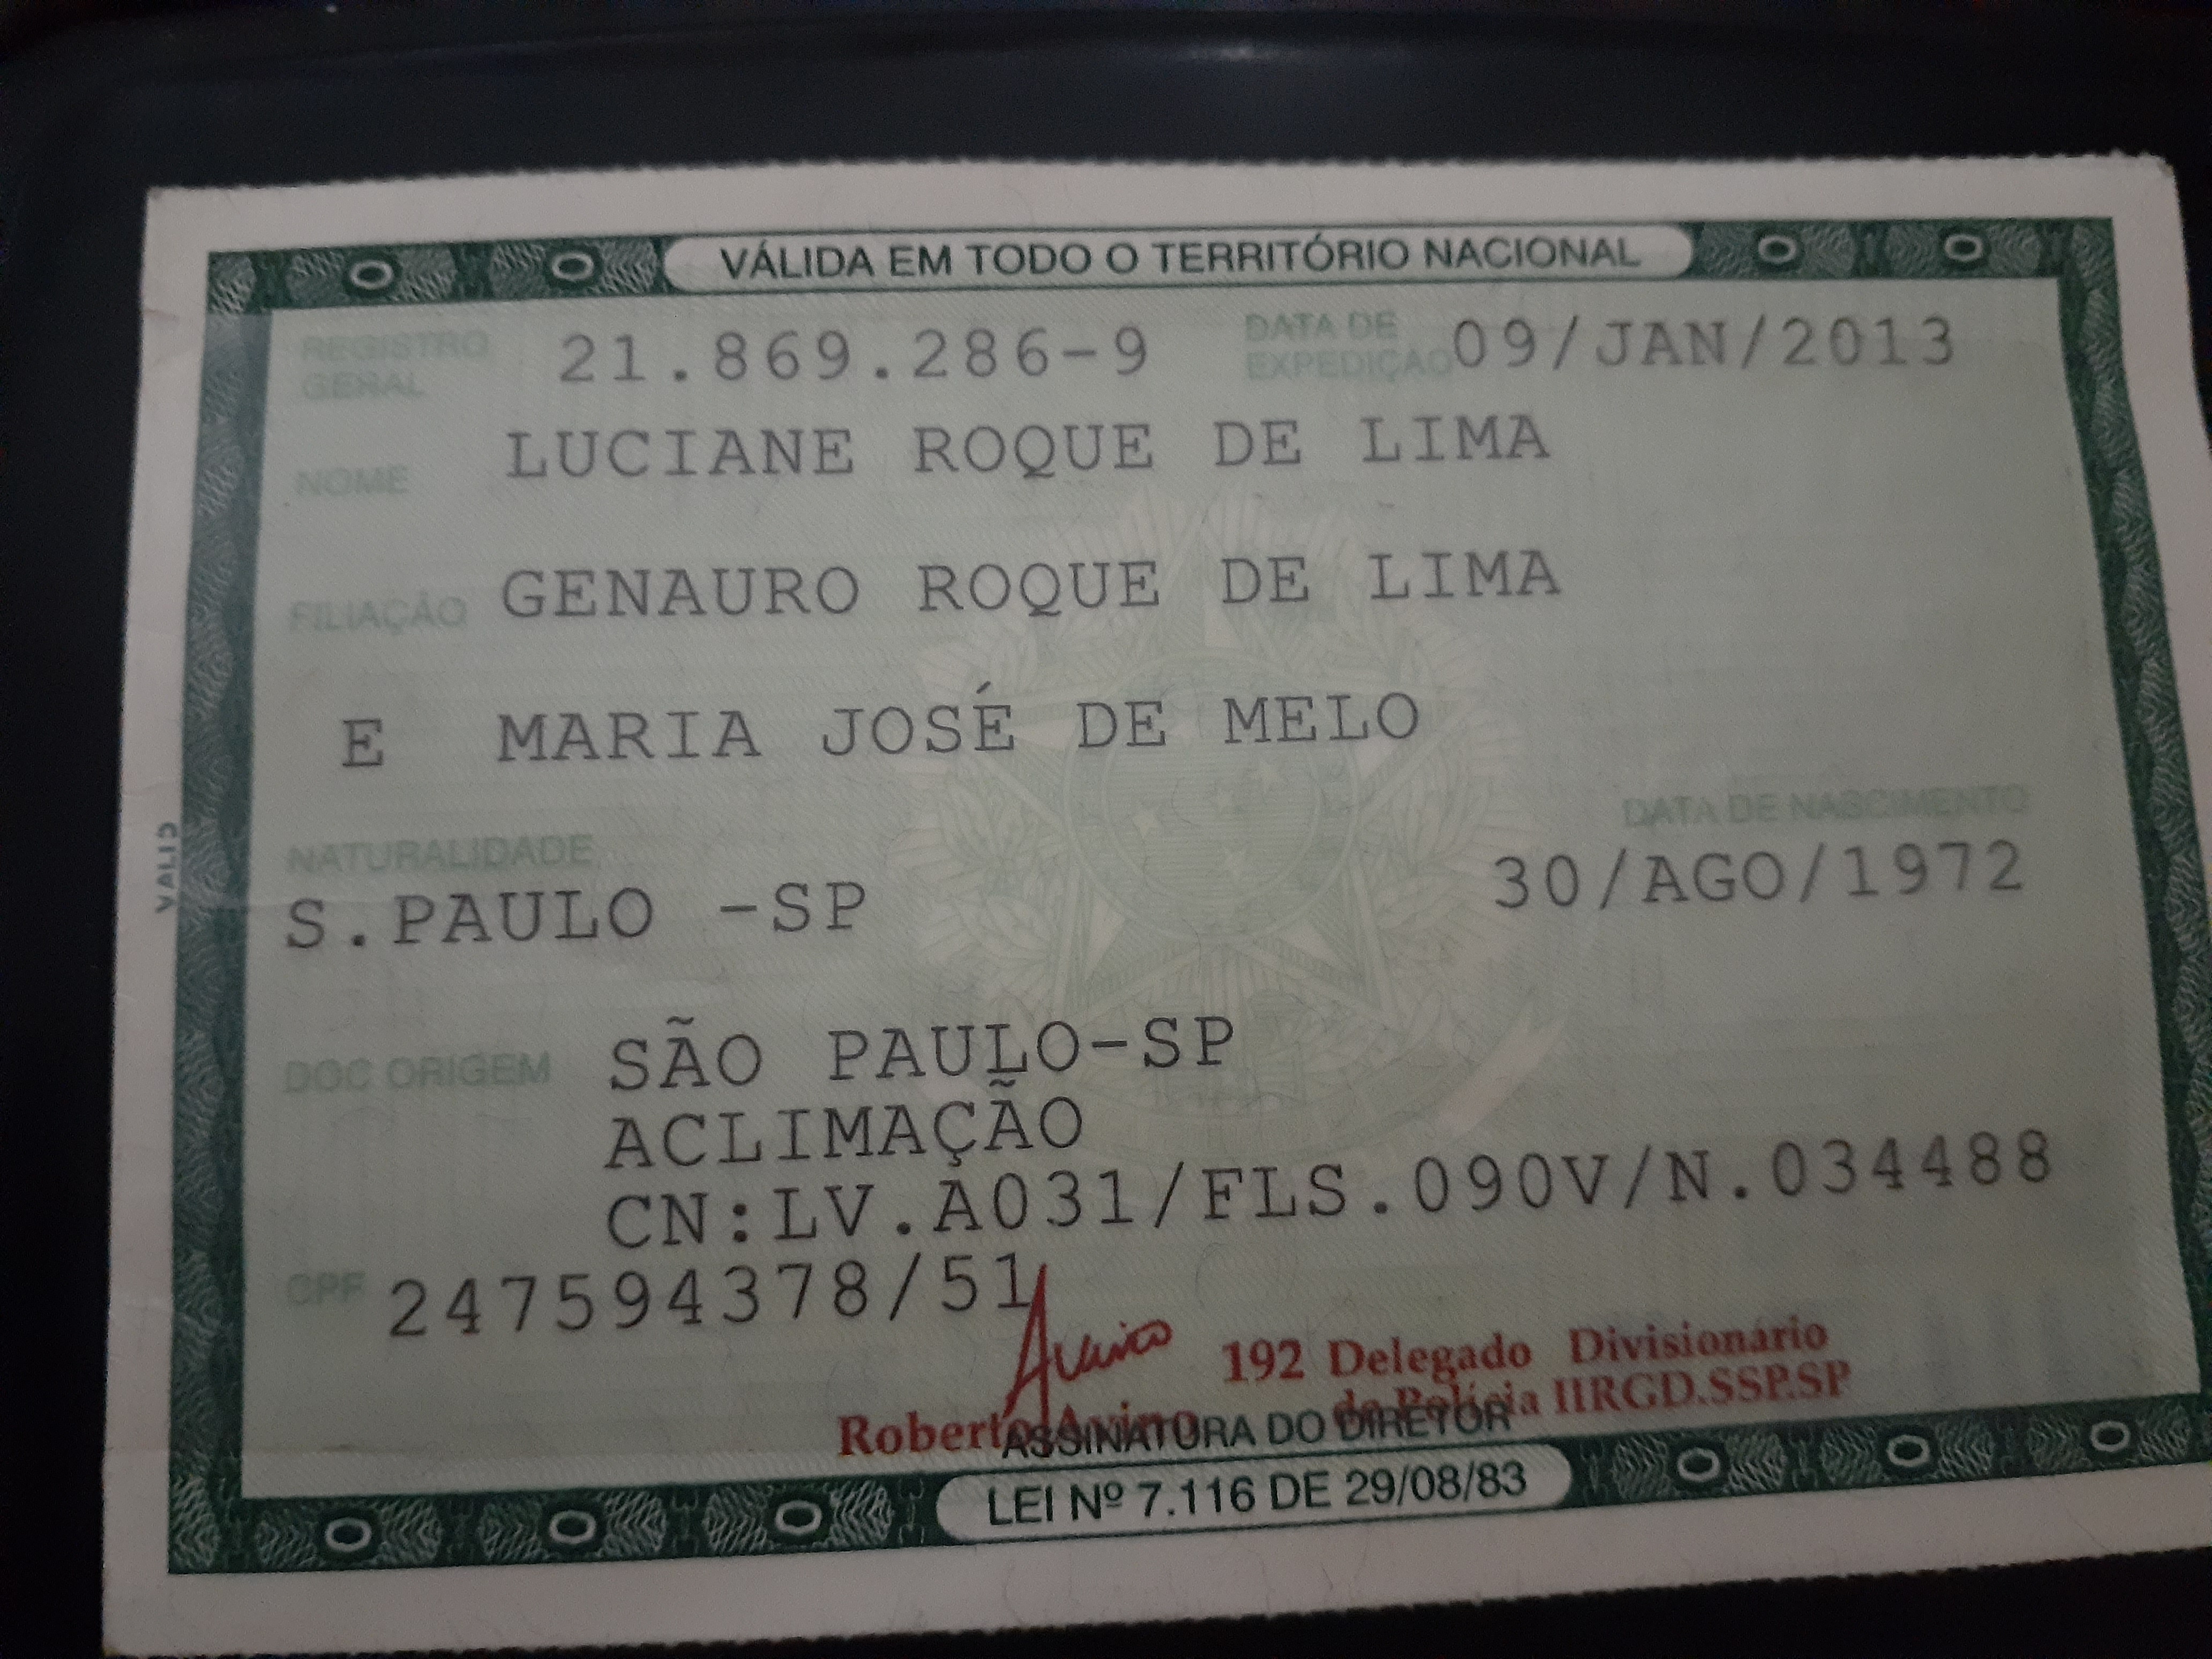 VÁLIDA EM TODO O TERRITÓRIO NACIONAL
REGISTRO GERAL 21.869.286-9 DATA DE EXPEDIÇÃO 09/JAN/2013
NOME LUCIANE ROQUE DE LIMA
FILIAÇÃO GENAURO ROQUE DE LIMA
E MARIA JOSÉ DE MELO
NATURALIDADE DATA DE NASCIMENTO
S.PAULO -SP 30/AGO/1972
DOC ORIGEM SÃO PAULO-SP
ACLIMAÇÃO
CN:LV.A031/FLS.090V/N.034488
CPF 247594378/51
192 Delegado Divisionário
Roberto Avino de Polícia IIRGD.SSP.SP
ASSINATURA DO DIRETOR
LEI Nº 7.116 DE 29/08/83
VALID